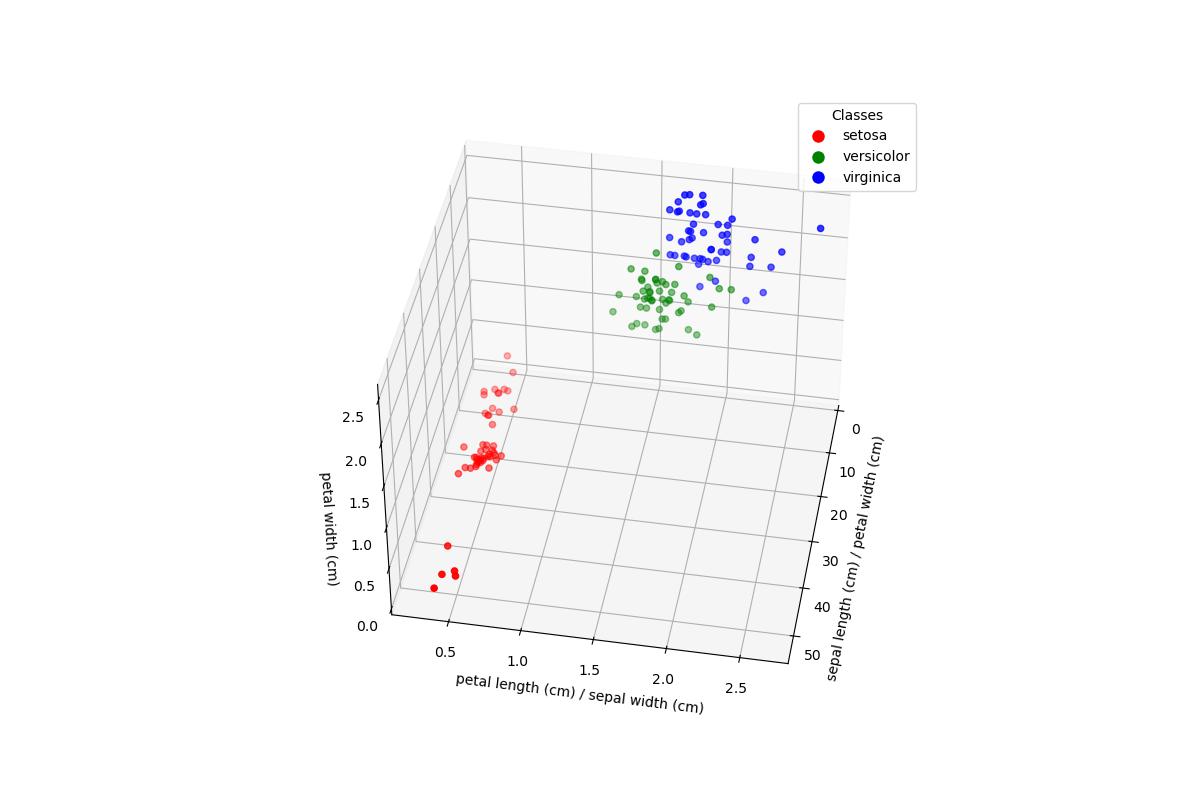 Classes
setosa
versicolor
virginica
2.5
2.0
1.5
1.0
0.5
0.0
petal width (cm)
0.5
1.0
1.5
2.0
2.5
petal length (cm) / sepal width (cm)
0
10
20
30
40
50
sepal length (cm) / petal width (cm)